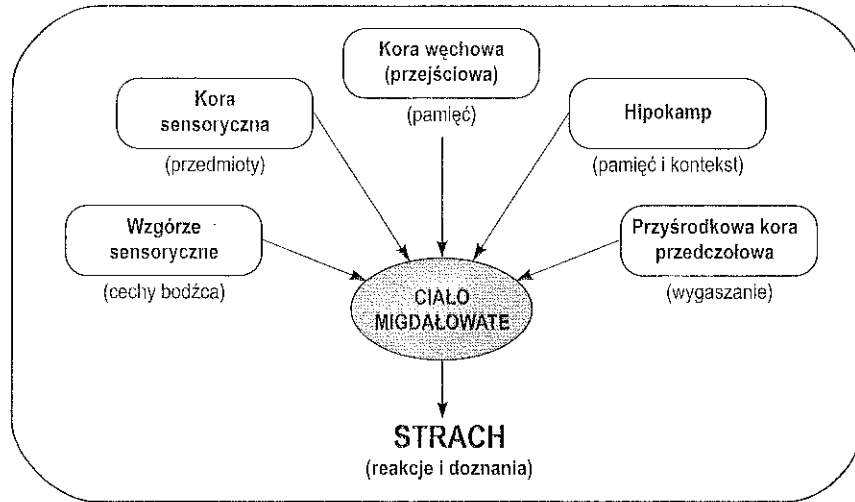 Kora węchowa
(przejściowa)
(pamięć)
Kora
sensoryczna
(przedmioty)
Hipokamp
(pamięć i kontekst)
Wzgórze
sensoryczne
(cechy bodźca)
Przyśrodkowa kora
przedczołowa
(wygaszanie)
CIAŁO
MIGDAŁOWATE
STRACH
(reakcje i doznania)